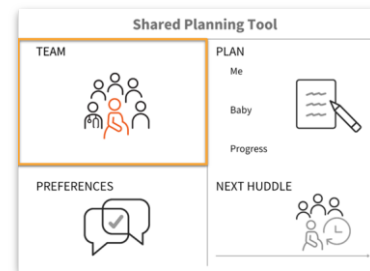 Shared Planning Tool
TEAM
PLAN
Me
Baby
Progress
PREFERENCES
NEXT HUDDLE